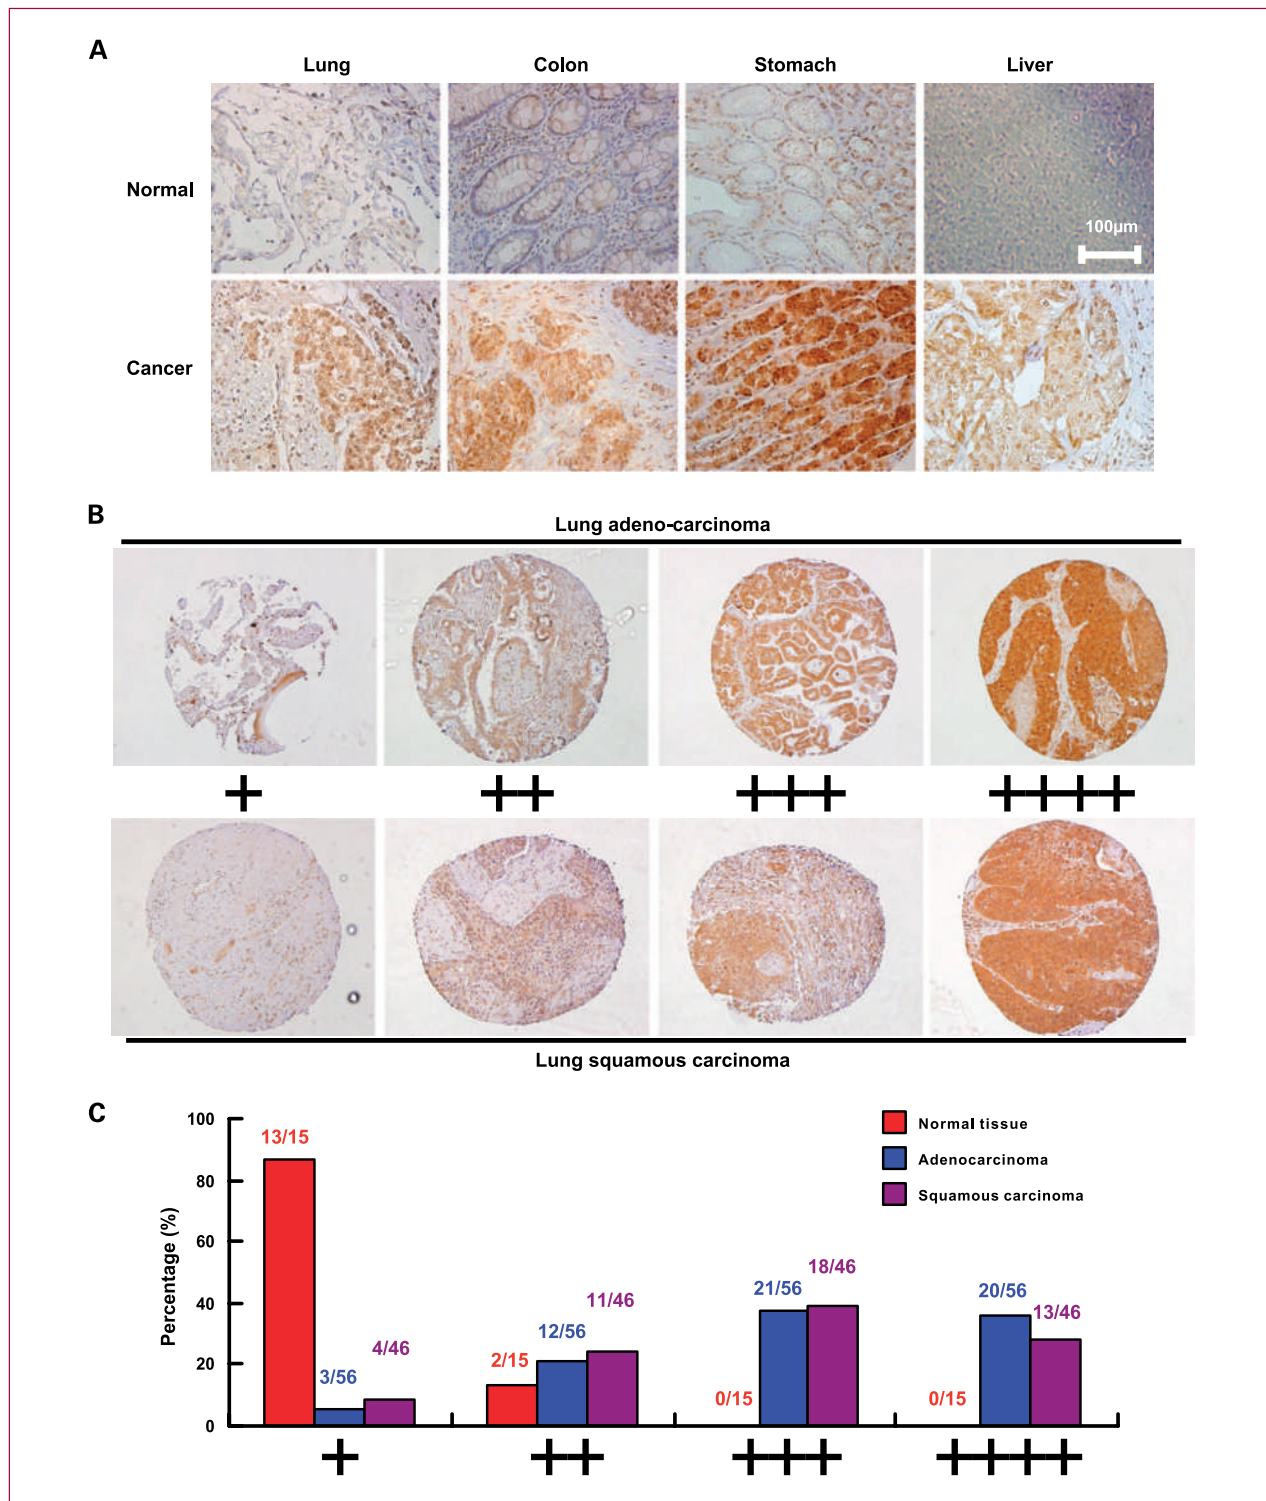 A
Lung Colon Stomach Liver
Normal
100µm
Cancer
B
Lung adeno-carcinoma
+ ++ +++ ++++
Lung squamous carcinoma
C
Percentage (%)
100
80
60
40
20
0
13/15 3/56 4/46
2/15 12/56 11/46
0/15 21/56 18/46
0/15 20/56 13/46
Normal tissue
Adenocarcinoma
Squamous carcinoma
+ ++ +++ ++++